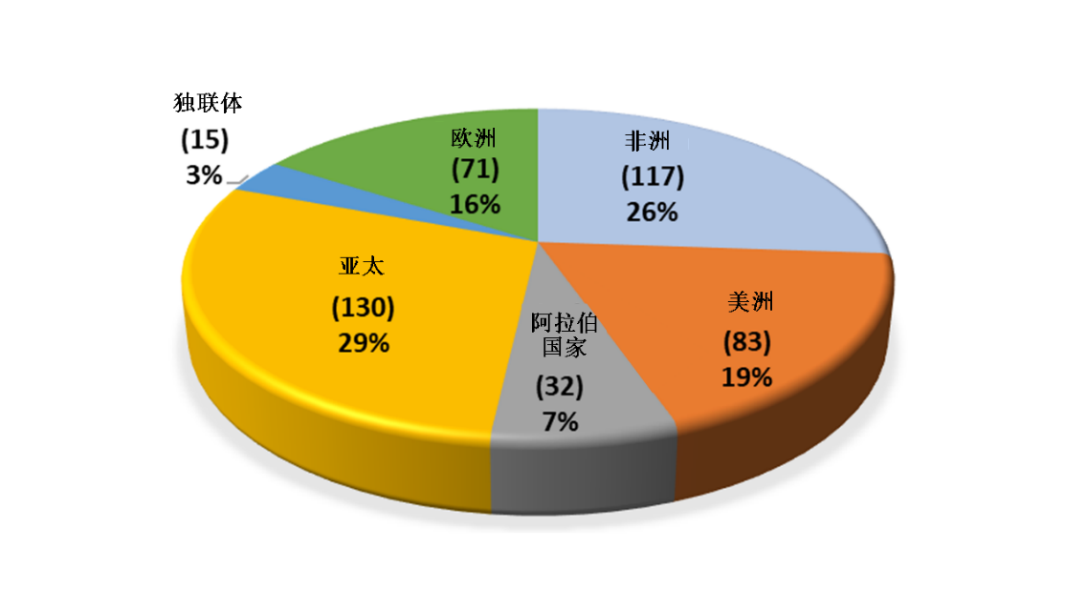 独联体
(15)
3%
欧洲
(71)
16%
非洲
(117)
26%
亚太
(130)
29%
阿拉伯
国家
(32)
7%
美洲
(83)
19%